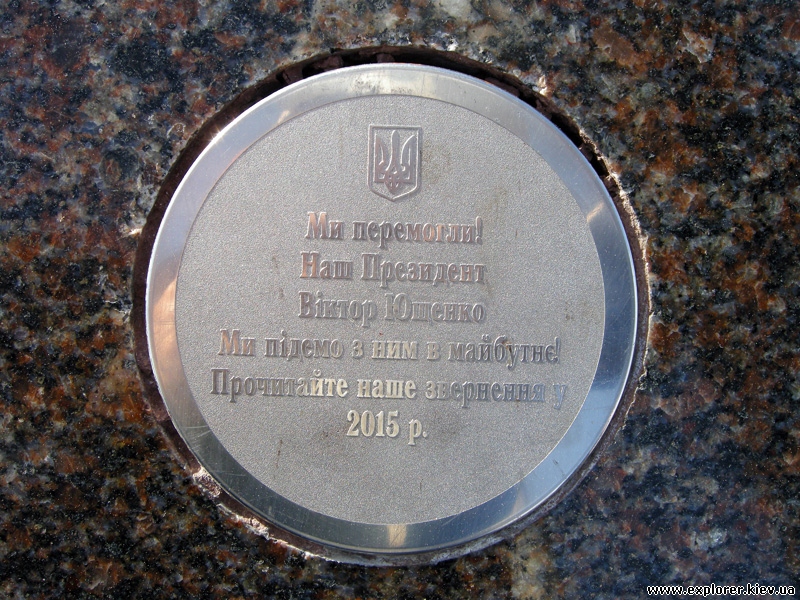 Ми перемогли!
Наш Президент
Віктор Ющенко
Ми підемо з ним в майбутнє!
Прочитайте наше звернення у
2015 р.
www.explorer.kiev.ua